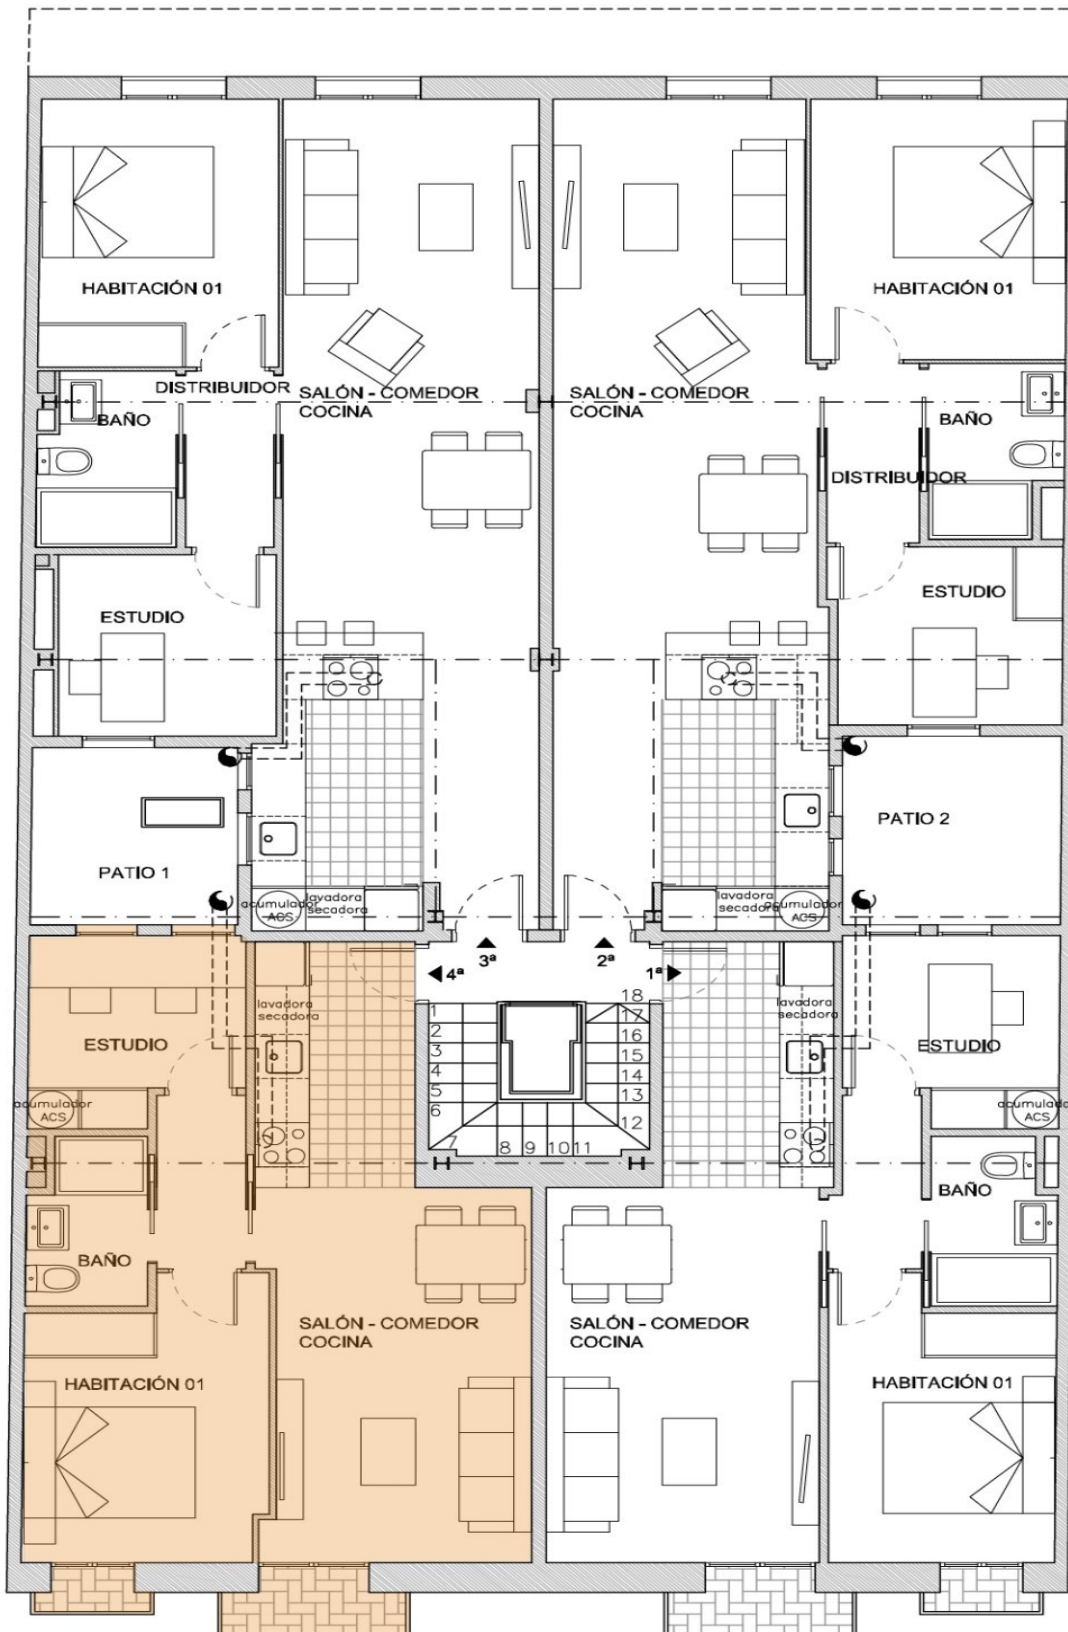 HABITACIÓN 01
HABITACIÓN 01
DISTRIBUIDOR
SALÓN - COMEDOR
COCINA
SALÓN - COMEDOR
COCINA
BAÑO
BAÑO
DISTRIBUIDOR
ESTUDIO
ESTUDIO
PATIO 1
PATIO 2
acumulador
ACS
lavadora
secadora
lavadora
secadora
acumulador
ACS
3ª
2ª
4ª
1ª
lavadora
secadora
lavadora
secadora
ESTUDIO
ESTUDIO
1
2
3
4
5
6
7
8
9
10
11
12
13
14
15
16
17
18
acumulador
ACS
acumulador
ACS
BAÑO
BAÑO
SALÓN - COMEDOR
COCINA
SALÓN - COMEDOR
COCINA
HABITACIÓN 01
HABITACIÓN 01